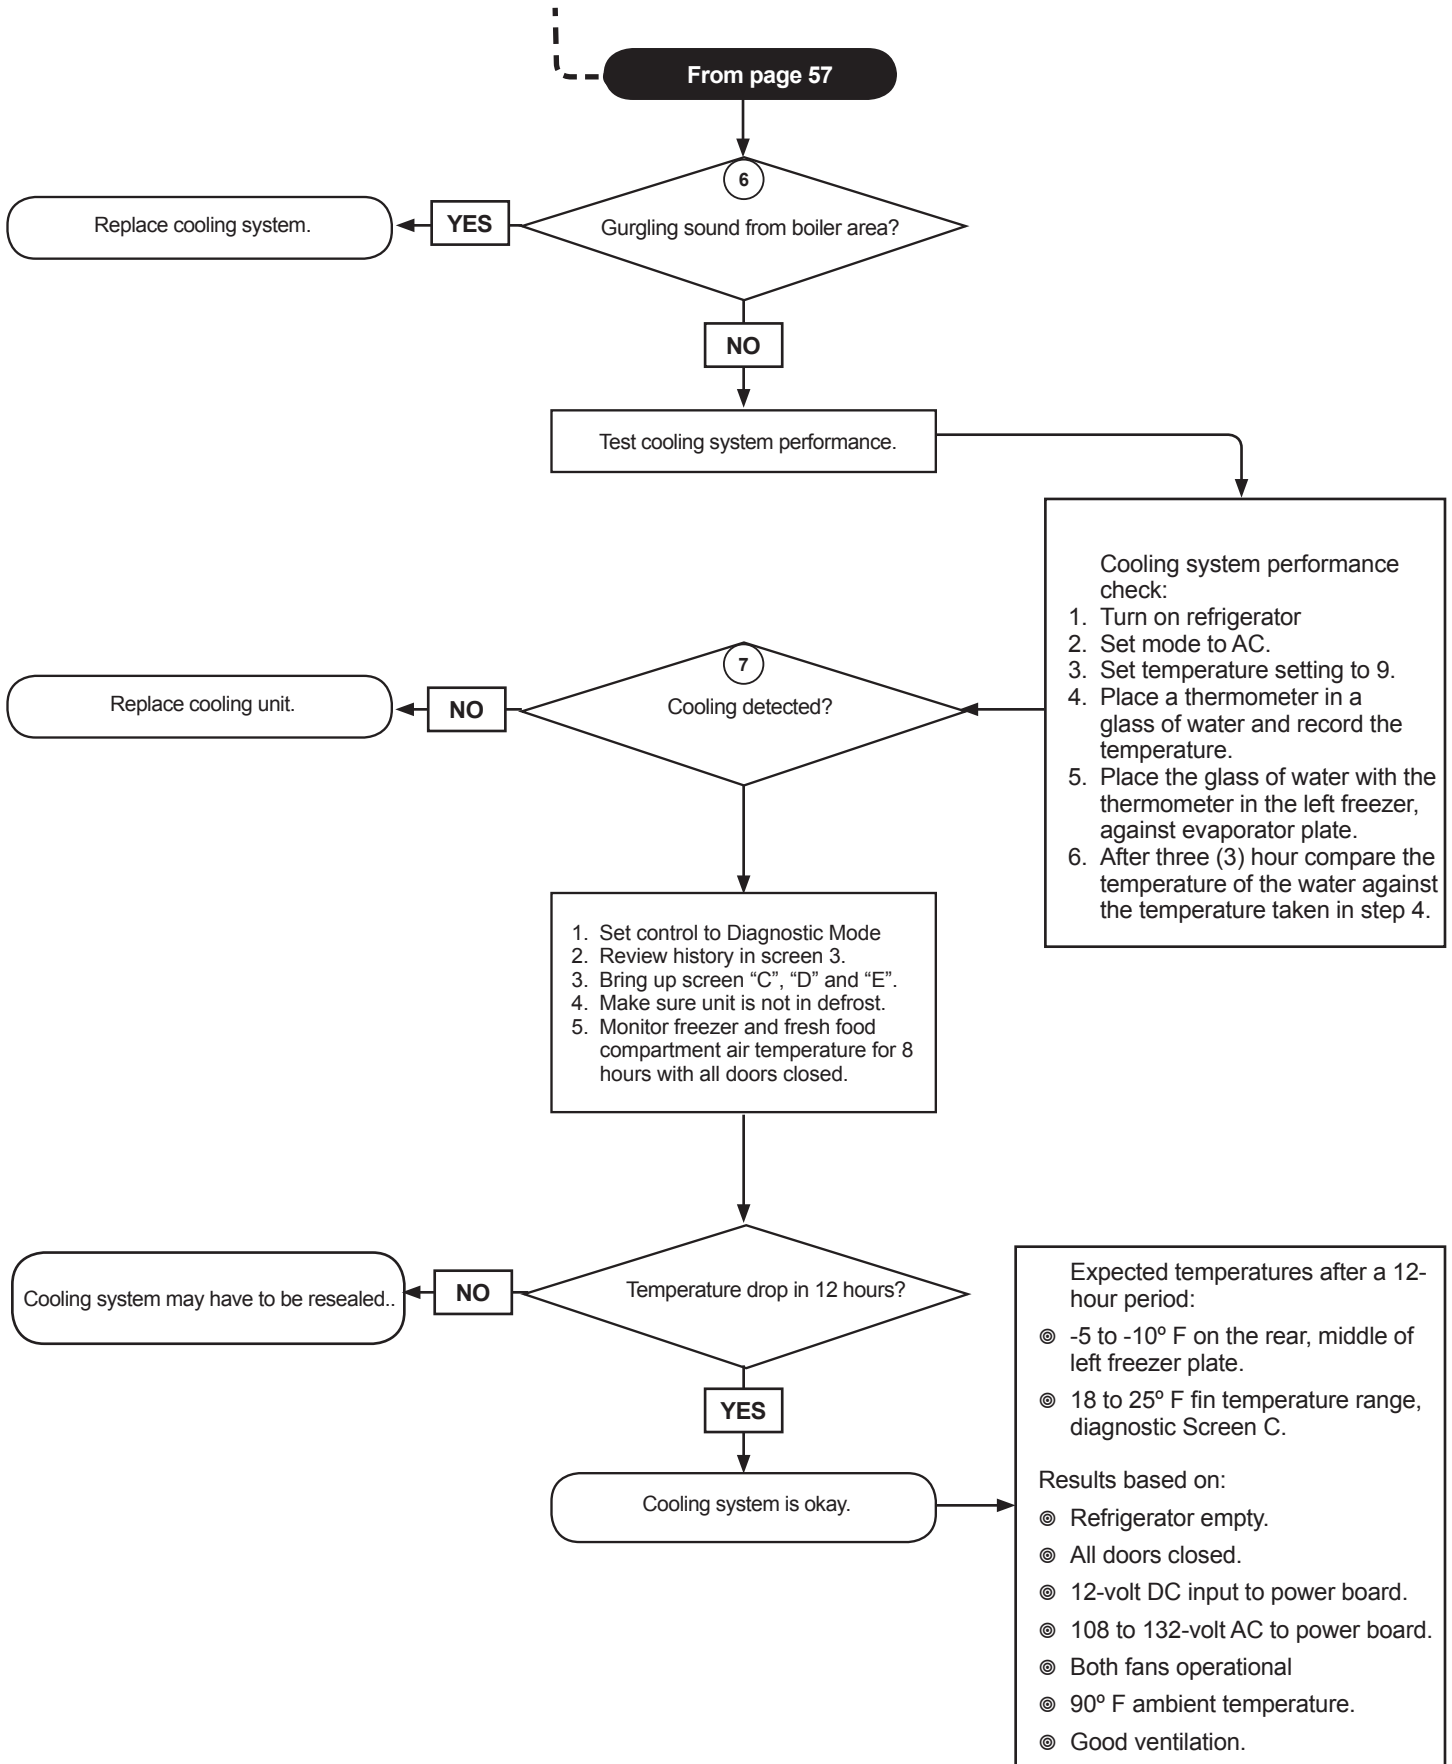 From page 57
6
Gurgling sound from boiler area?
YES
Replace cooling system.
NO
Test cooling system performance.
Cooling system performance
check:
1. Turn on refrigerator
2. Set mode to AC.
3. Set temperature setting to 9.
4. Place a thermometer in a
glass of water and record the
temperature.
5. Place the glass of water with the
thermometer in the left freezer,
against evaporator plate.
6. After three (3) hour compare the
temperature of the water against
the temperature taken in step 4.
7
Cooling detected?
NO
Replace cooling unit.
1. Set control to Diagnostic Mode
2. Review history in screen 3.
3. Bring up screen “C”, “D” and “E”.
4. Make sure unit is not in defrost.
5. Monitor freezer and fresh food
compartment air temperature for 8
hours with all doors closed.
Temperature drop in 12 hours?
NO
Cooling system may have to be resealed..
YES
Cooling system is okay.
Expected temperatures after a 12-
hour period:
◎ -5 to -10º F on the rear, middle of
left freezer plate.
◎ 18 to 25º F fin temperature range,
diagnostic Screen C.
Results based on:
◎ Refrigerator empty.
◎ All doors closed.
◎ 12-volt DC input to power board.
◎ 108 to 132-volt AC to power board.
◎ Both fans operational
◎ 90º F ambient temperature.
◎ Good ventilation.